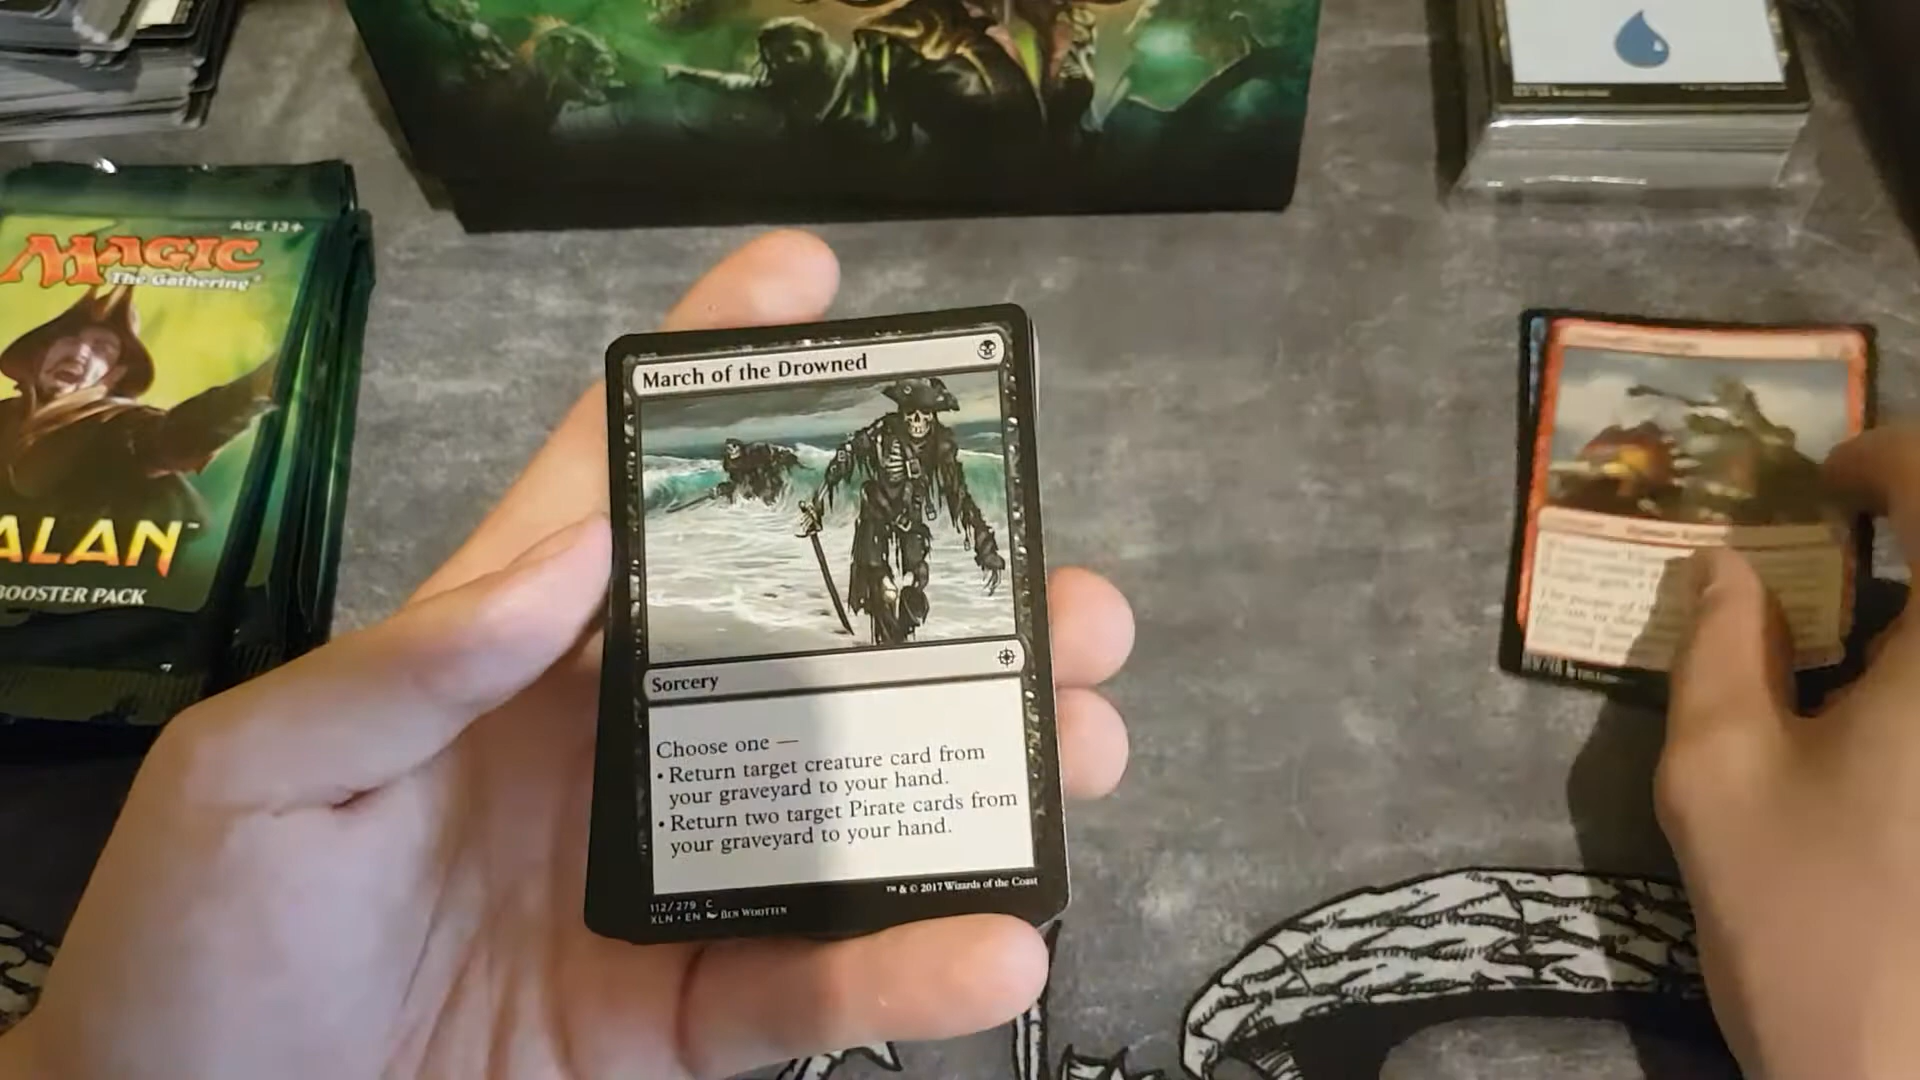 AGE 13+
MAGIC
The Gathering®
ALAN™
BOOSTER PACK
March of the Drowned
Sorcery
Choose one —
• Return target creature card from
your graveyard to your hand.
• Return two target Pirate cards from
your graveyard to your hand.
™ & © 2017 Wizards of the Coast
112/279 C
XLN • EN Ben Wootten